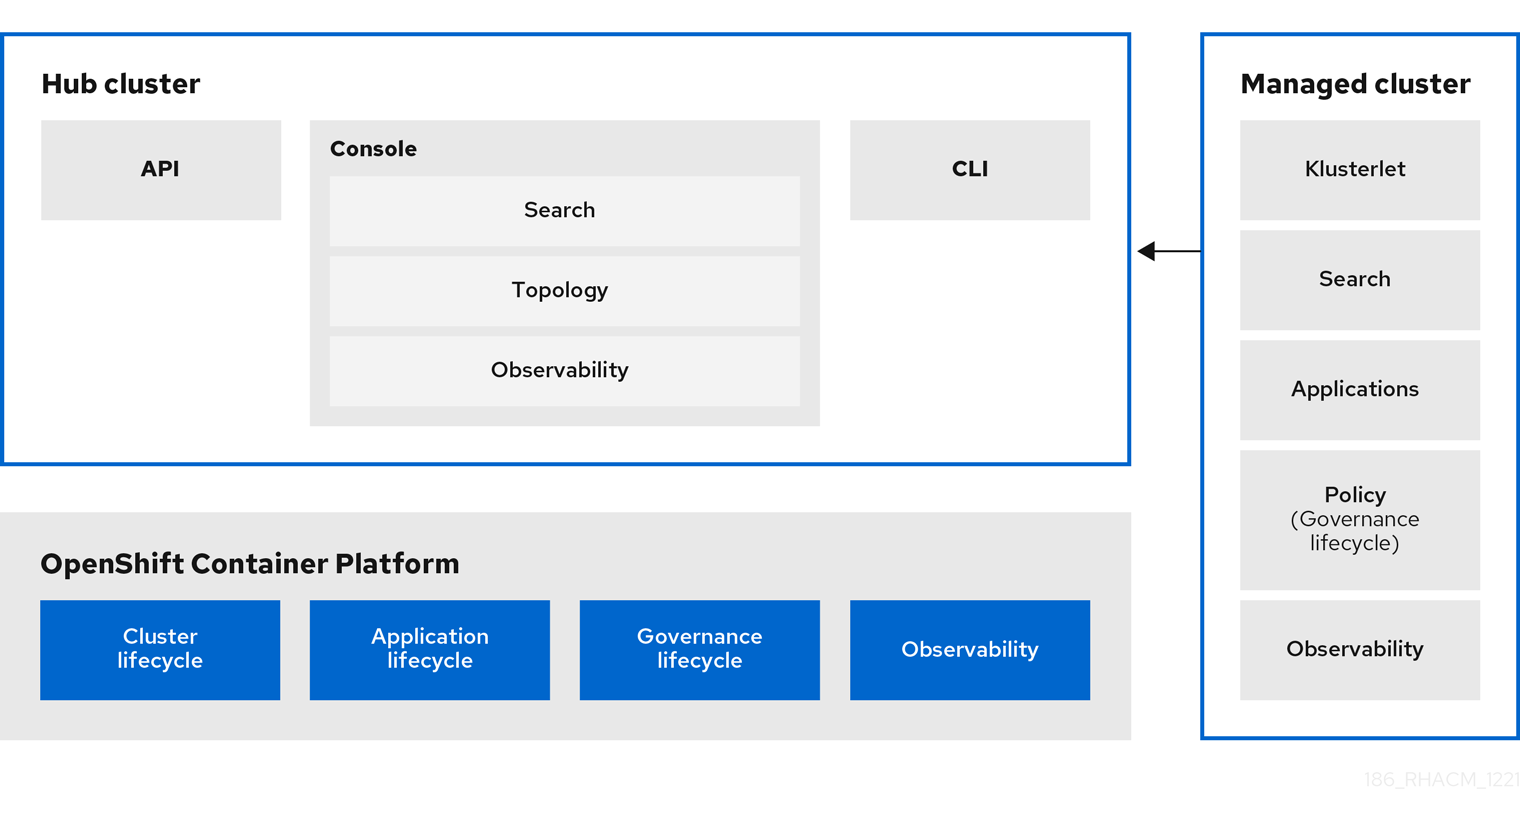 Hub cluster
API
Console
Search
Topology
Observability
CLI
OpenShift Container Platform
Cluster
lifecycle
Application
lifecycle
Governance
lifecycle
Observability
Managed cluster
Klusterlet
Search
Applications
Policy
(Governance
lifecycle)
Observability
186_RHACM_1221